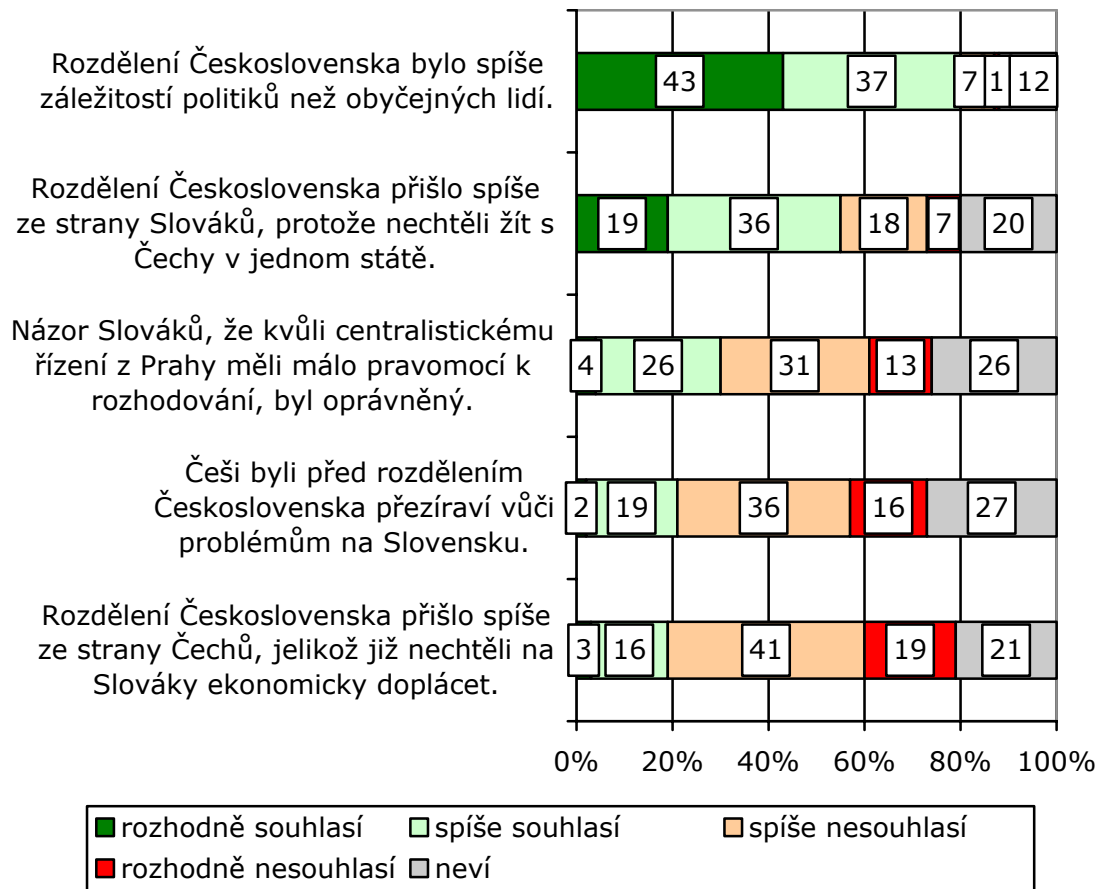 Rozdělení Československa bylo spíše
záležitostí politiků než obyčejných lidí.
43 37 7 1 12
Rozdělení Československa přišlo spíše
ze strany Slováků, protože nechtěli žít s
Čechy v jednom státě.
19 36 18 7 20
Názor Slováků, že kvůli centralistickému
řízení z Prahy měli málo pravomocí k
rozhodování, byl oprávněný.
4 26 31 13 26
Češi byli před rozdělením
Československa přezíraví vůči
problémům na Slovensku.
2 19 36 16 27
Rozdělení Československa přišlo spíše
ze strany Čechů, jelikož již nechtěli na
Slováky ekonomicky doplácet.
3 16 41 19 21
0% 20% 40% 60% 80% 100%
rozhodně souhlasí spíše souhlasí spíše nesouhlasí
rozhodně nesouhlasí neví